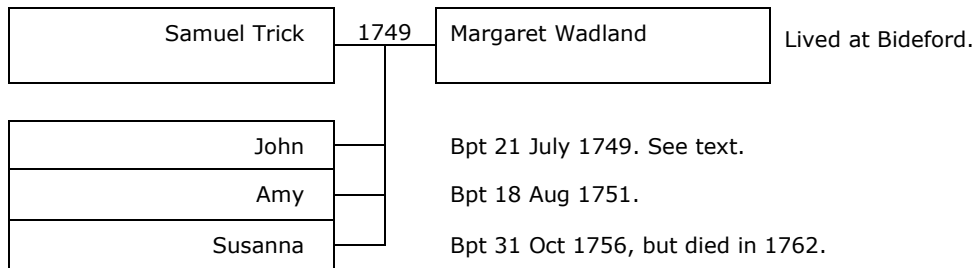 Samuel Trick 1749 Margaret Wadland Lived at Bideford.
John Bpt 21 July 1749. See text.
Amy Bpt 18 Aug 1751.
Susanna Bpt 31 Oct 1756, but died in 1762.